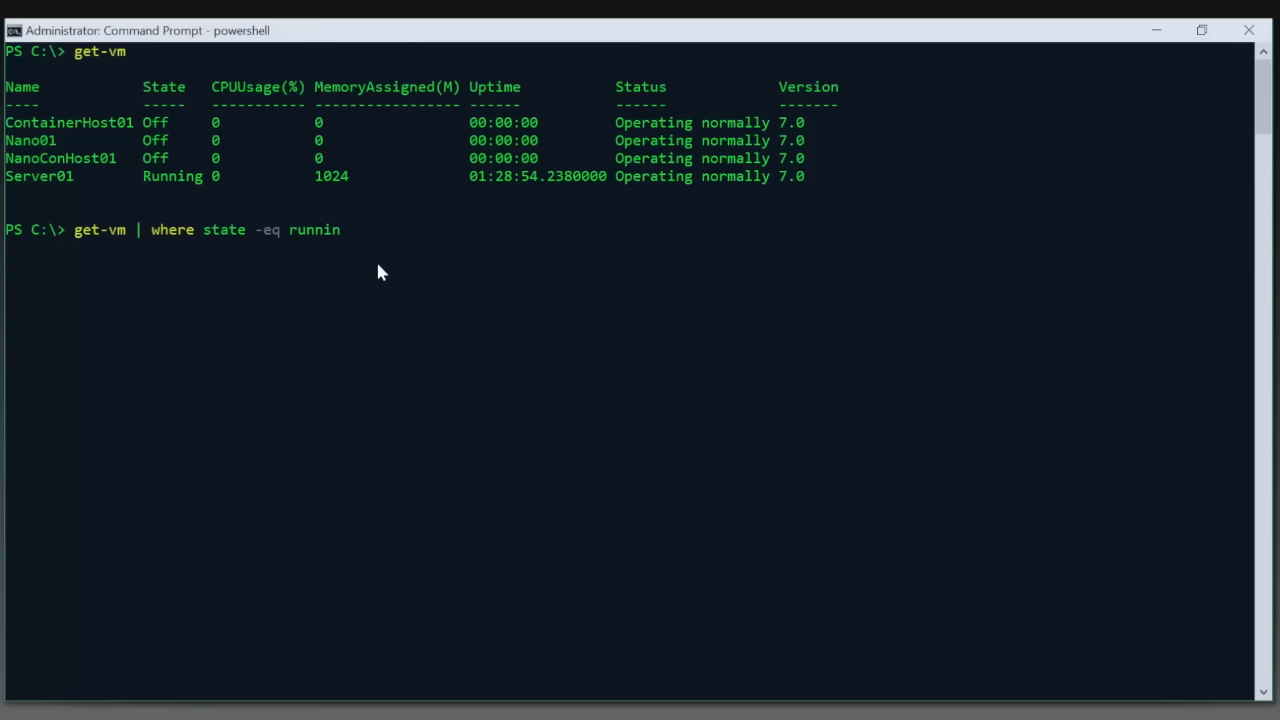 Administrator: Command Prompt - powershell
PS C:\> get-vm
Name State CPUUsage(%) MemoryAssigned(M) Uptime Status Version
---- ----- ----------- ----------------- ------ ------ -------
ContainerHost01 Off 0 0 00:00:00 Operating normally 7.0
Nano01 Off 0 0 00:00:00 Operating normally 7.0
NanoConHost01 Off 0 0 00:00:00 Operating normally 7.0
Server01 Running 0 1024 01:28:54.2380000 Operating normally 7.0
PS C:\> get-vm | where state -eq runnin